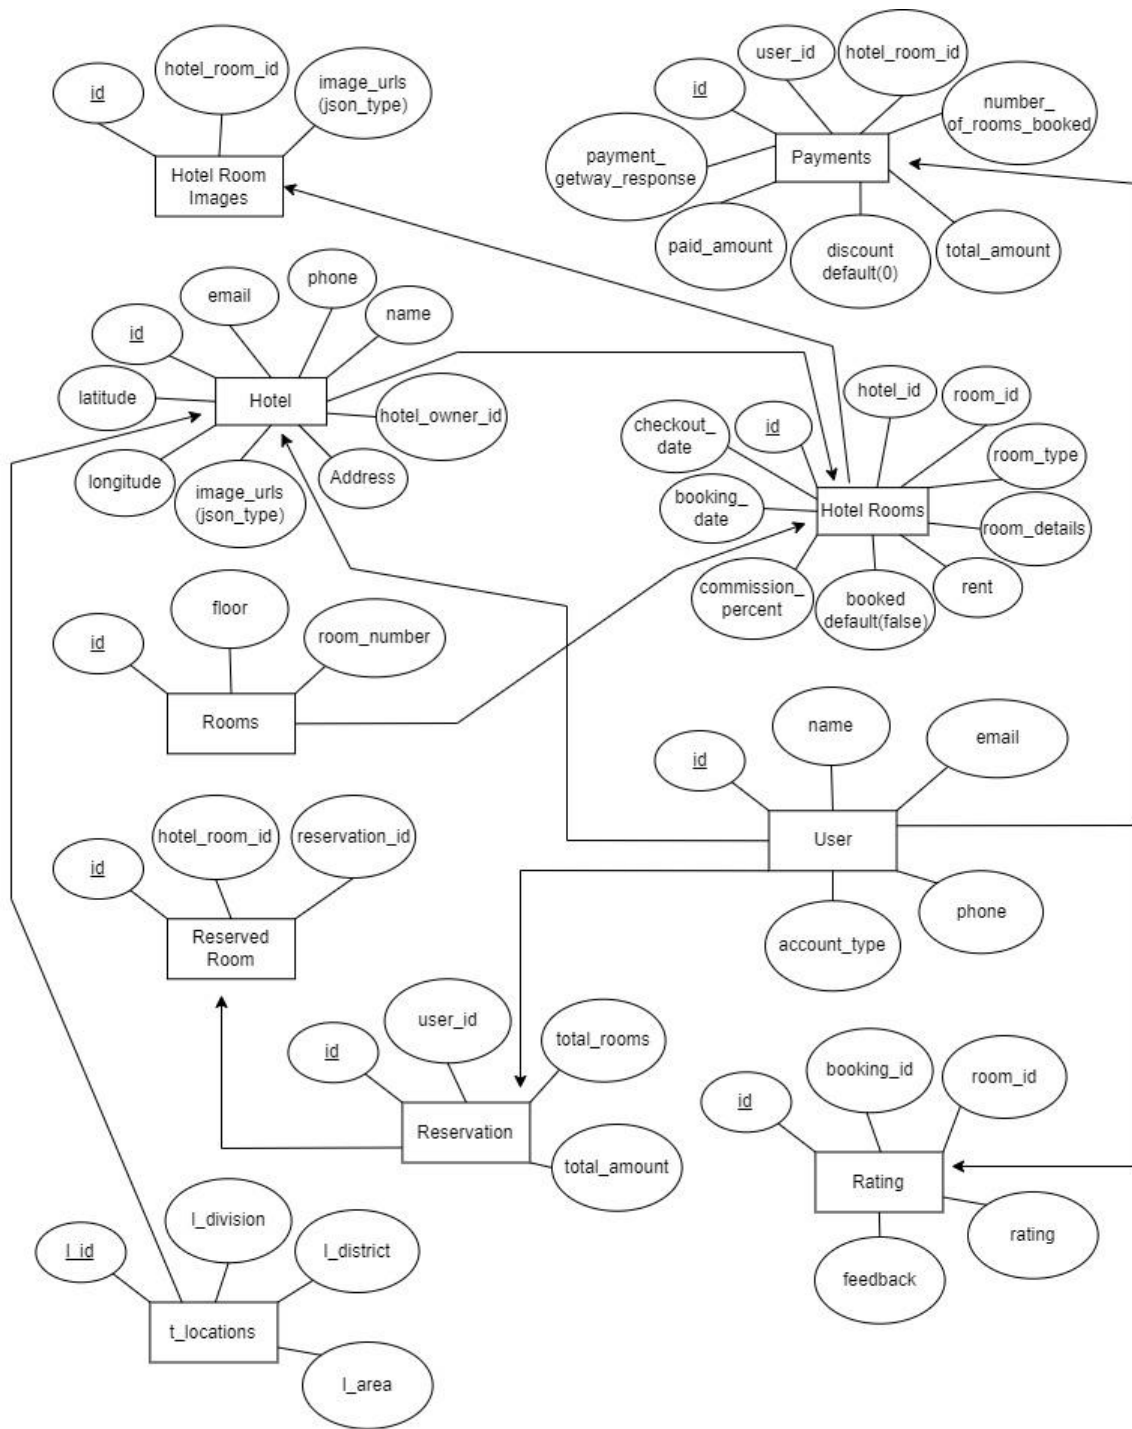 id
hotel_room_id
image_urls
(json_type)
Hotel Room
Images
id
user_id
hotel_room_id
number_
of_rooms_booked
Payments
payment_
getway_response
paid_amount
discount
default(0)
total_amount
id
email
phone
name
latitude
Hotel
hotel_owner_id
longitude
image_urls
(json_type)
Address
checkout_
date
id
hotel_id
room_id
room_type
booking_
date
Hotel Rooms
room_details
commission_
percent
booked
default(false)
rent
id
floor
room_number
Rooms
id
name
email
User
account_type
phone
id
hotel_room_id
reservation_id
Reserved
Room
id
user_id
total_rooms
Reservation
total_amount
id
booking_id
room_id
Rating
rating
feedback
l_id
l_division
l_district
t_locations
l_area